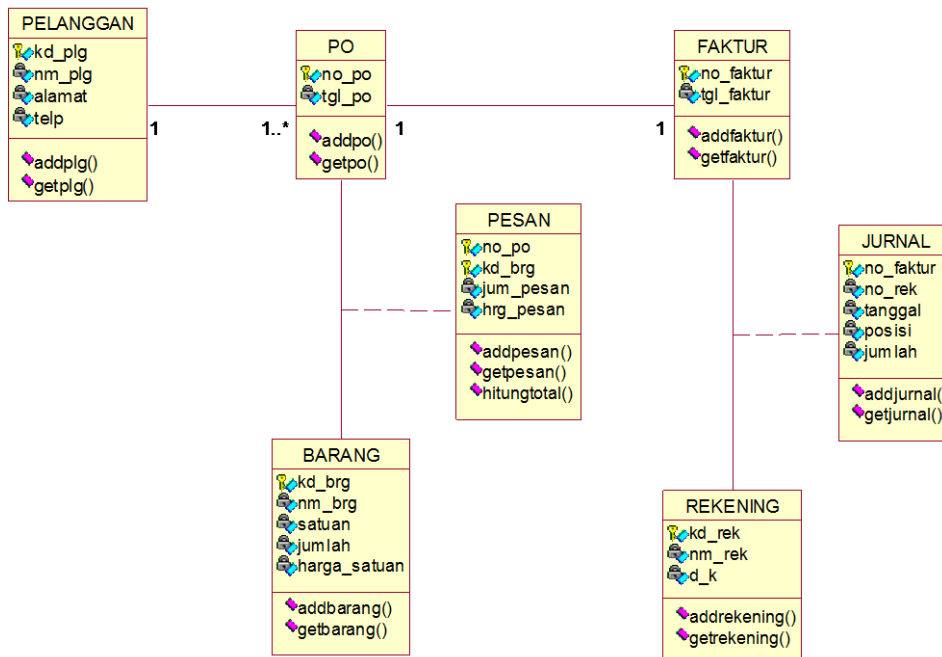 PELANGGAN
kd_plg
nm_plg
alamat
telp
addplg()
getplg()
1
1..*
PO
no_po
tgl_po
addpo()
getpo()
1
1
FAKTUR
no_faktur
tgl_faktur
addfaktur()
getfaktur()
PESAN
no_po
kd_brg
jum_pesan
hrg_pesan
addpesan()
getpesan()
hitungtotal()
JURNAL
no_faktur
no_rek
tanggal
posisi
jumlah
addjurnal()
getjurnal()
BARANG
kd_brg
nm_brg
satuan
jumlah
harga_satuan
addbarang()
getbarang()
REKENING
kd_rek
nm_rek
d_k
addrekening()
getrekening()